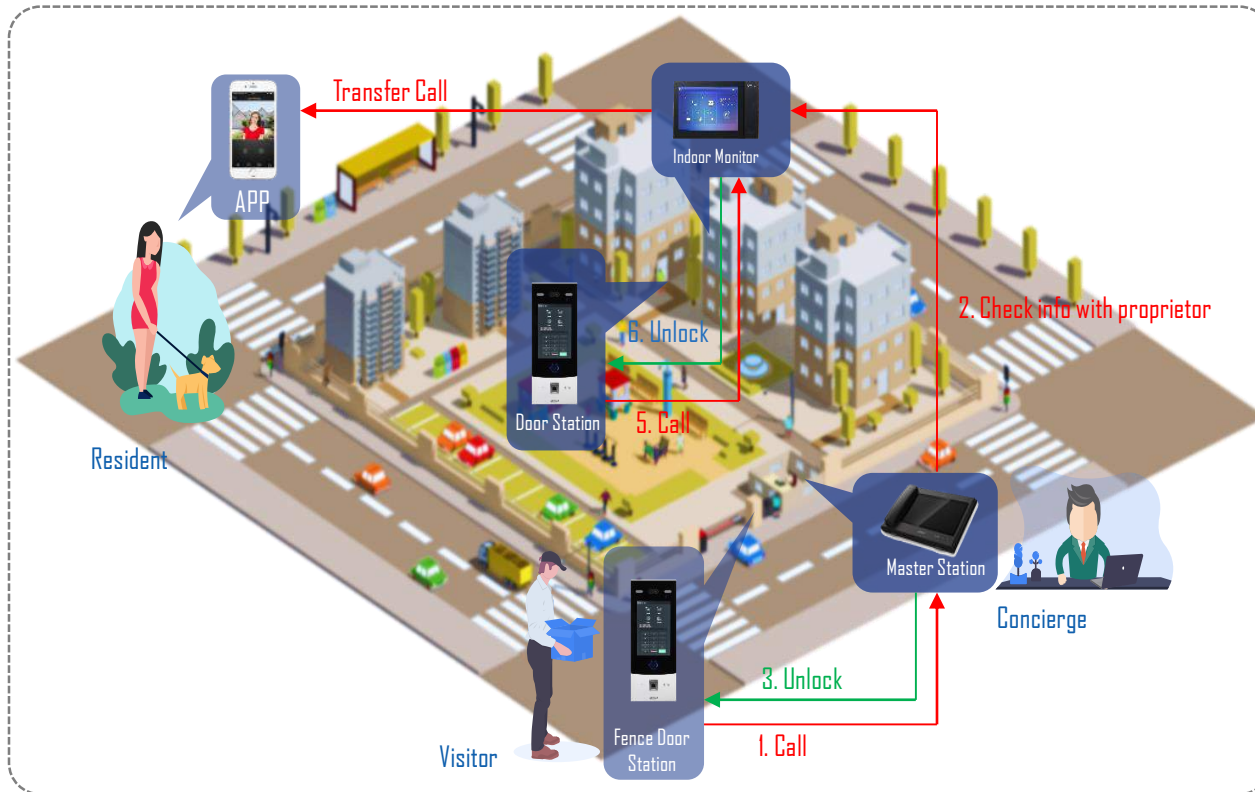 Transfer Call
APP
Indoor Monitor
2. Check info with proprietor
6. Unlock
Door Station
5. Call
Resident
Master Station
Concierge
3. Unlock
Fence Door
Station
1. Call
Visitor